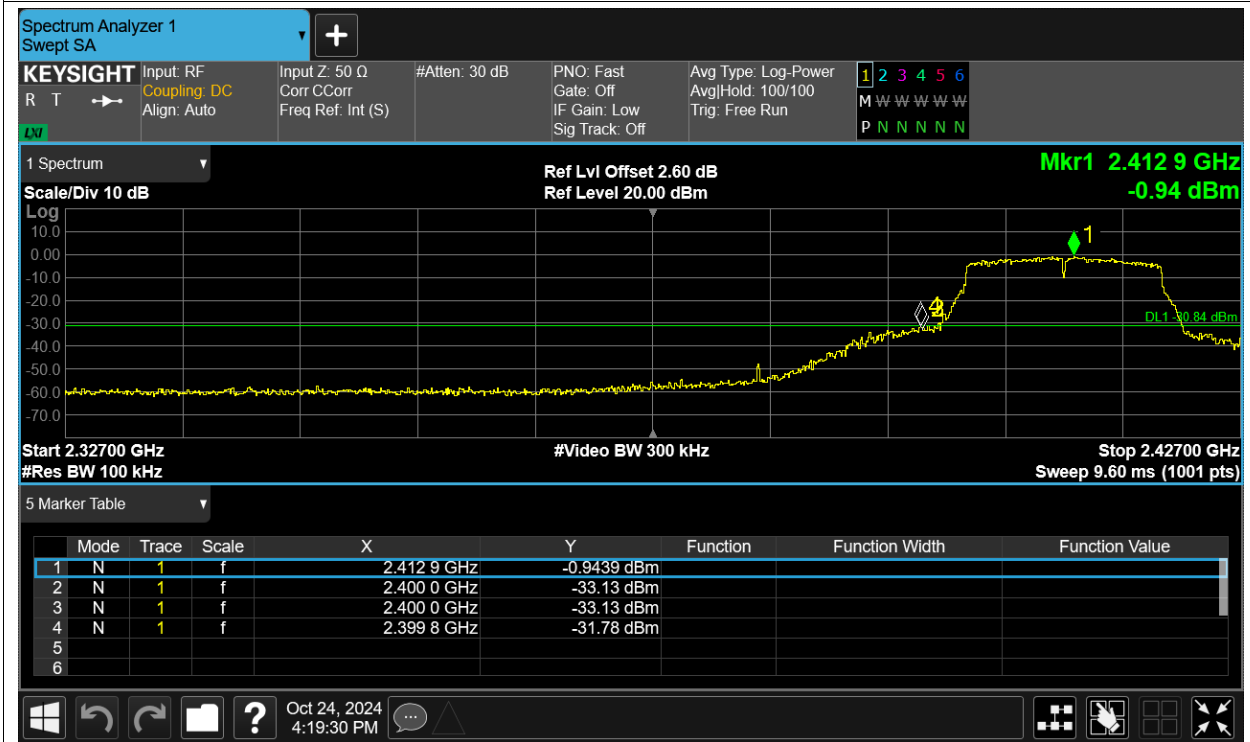 Spectrum Analyzer 1
Swept SA
KEYSIGHT
R T
LXI
Input: RF
Coupling: DC
Align: Auto
Input Z: 50 Ω
Corr CCorr
Freq Ref: Int (S)
#Atten: 30 dB
PNO: Fast
Gate: Off
IF Gain: Low
Sig Track: Off
Avg Type: Log-Power
Avg|Hold: 100/100
Trig: Free Run
1 2 3 4 5 6
M W W W W W
P N N N N N
1 Spectrum
Scale/Div 10 dB
Ref Lvl Offset 2.60 dB
Ref Level 20.00 dBm
Mkr1 2.412 9 GHz
-0.94 dBm
Log
10.0
0.00
-10.0
-20.0
-30.0
-40.0
-50.0
-60.0
-70.0
1
DL1 -30.84 dBm
Start 2.32700 GHz
#Video BW 300 kHz
Stop 2.42700 GHz
#Res BW 100 kHz
Sweep 9.60 ms (1001 pts)
5 Marker Table
Mode Trace Scale X Y Function Function Width Function Value
1 N 1 f 2.412 9 GHz -0.9439 dBm
2 N 1 f 2.400 0 GHz -33.13 dBm
3 N 1 f 2.400 0 GHz -33.13 dBm
4 N 1 f 2.399 8 GHz -31.78 dBm
5
6
?
Oct 24, 2024
4:19:30 PM